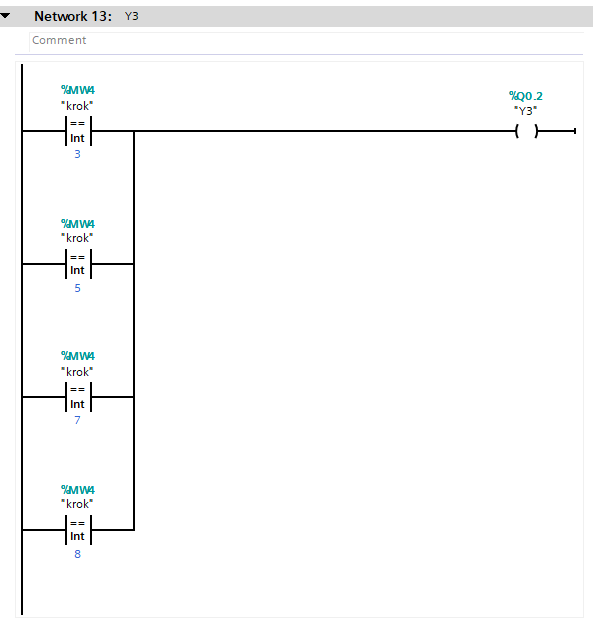 Network 13: Y3
Comment
%MW4
"krok"
==
Int
3
%Q0.2
"Y3"
( )
%MW4
"krok"
==
Int
5
%MW4
"krok"
==
Int
7
%MW4
"krok"
==
Int
8